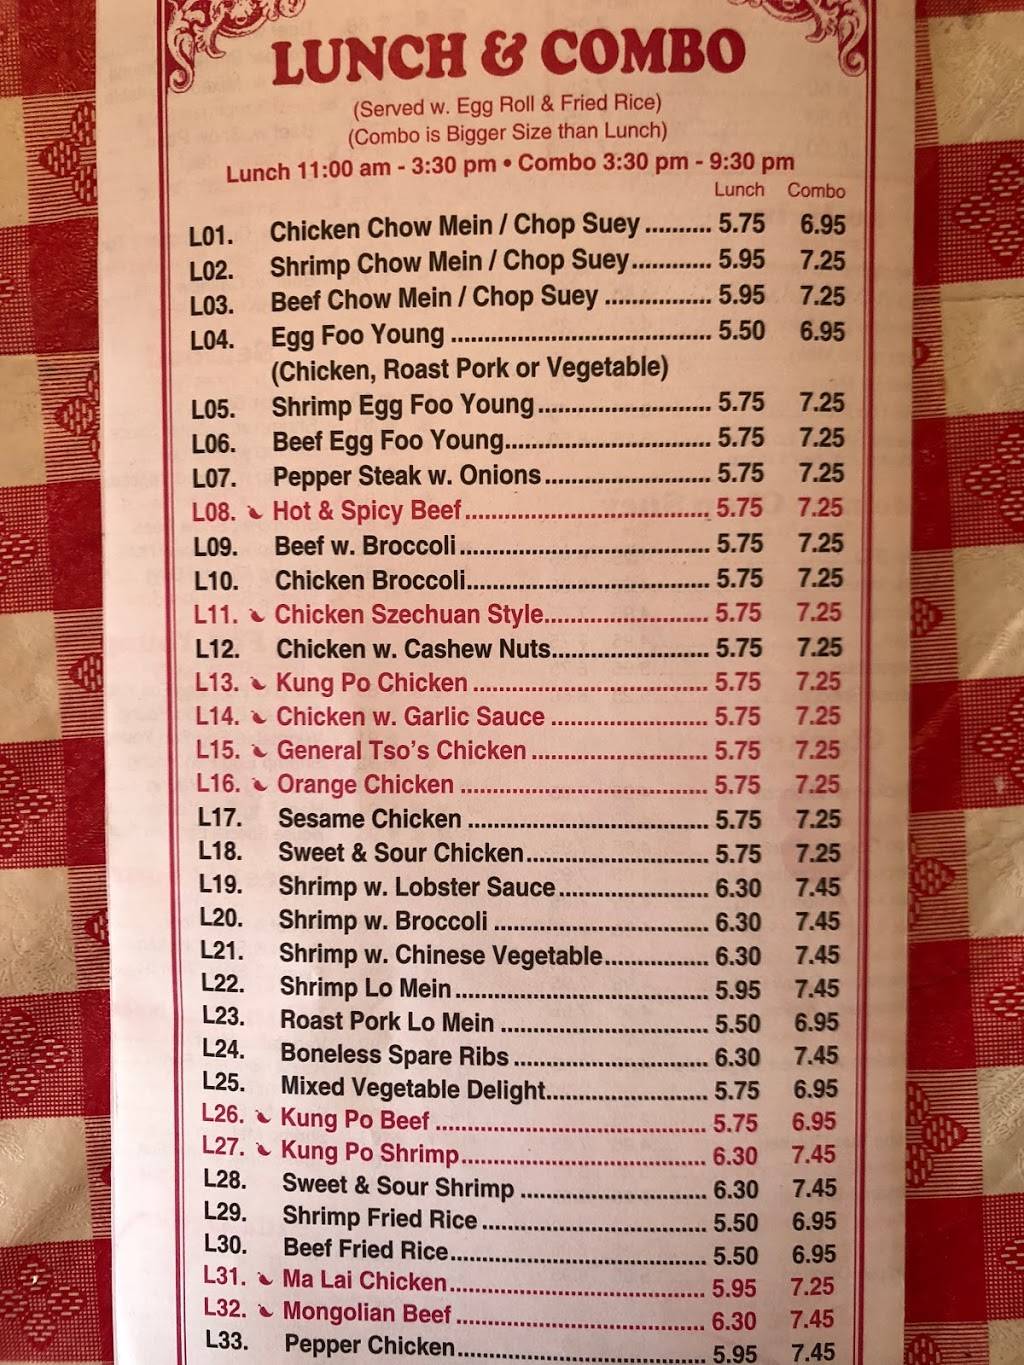 LUNCH & COMBO
(Served w. Egg Roll & Fried Rice)
(Combo is Bigger Size than Lunch)
Lunch 11:00 am - 3:30 pm • Combo 3:30 pm - 9:30 pm
Lunch Combo
L01. Chicken Chow Mein / Chop Suey .......... 5.75 6.95
L02. Shrimp Chow Mein / Chop Suey............ 5.95 7.25
L03. Beef Chow Mein / Chop Suey ................ 5.95 7.25
L04. Egg Foo Young ...................................... 5.50 6.95
(Chicken, Roast Pork or Vegetable)
L05. Shrimp Egg Foo Young......................... 5.75 7.25
L06. Beef Egg Foo Young.............................. 5.75 7.25
L07. Pepper Steak w. Onions........................ 5.75 7.25
L08. Hot & Spicy Beef................................... 5.75 7.25
L09. Beef w. Broccoli .................................... 5.75 7.25
L10. Chicken Broccoli................................... 5.75 7.25
L11. Chicken Szechuan Style........................ 5.75 7.25
L12. Chicken w. Cashew Nuts....................... 5.75 7.25
L13. Kung Po Chicken .................................. 5.75 7.25
L14. Chicken w. Garlic Sauce ....................... 5.75 7.25
L15. General Tso's Chicken .......................... 5.75 7.25
L16. Orange Chicken .................................... 5.75 7.25
L17. Sesame Chicken ................................... 5.75 7.25
L18. Sweet & Sour Chicken........................... 5.75 7.25
L19. Shrimp w. Lobster Sauce...................... 6.30 7.45
L20. Shrimp w. Broccoli ............................... 6.30 7.45
L21. Shrimp w. Chinese Vegetable............... 6.30 7.45
L22. Shrimp Lo Mein..................................... 5.95 7.45
L23. Roast Pork Lo Mein .............................. 5.50 6.95
L24. Boneless Spare Ribs ............................ 6.30 7.45
L25. Mixed Vegetable Delight........................ 5.75 6.95
L26. Kung Po Beef ....................................... 5.75 6.95
L27. Kung Po Shrimp.................................... 6.30 7.45
L28. Sweet & Sour Shrimp ........................... 6.30 7.45
L29. Shrimp Fried Rice ................................. 5.50 6.95
L30. Beef Fried Rice..................................... 5.50 6.95
L31. Ma Lai Chicken..................................... 5.95 7.25
L32. Mongolian Beef .................................... 6.30 7.45
L33. Pepper Chicken.................................... 5.95 7.45